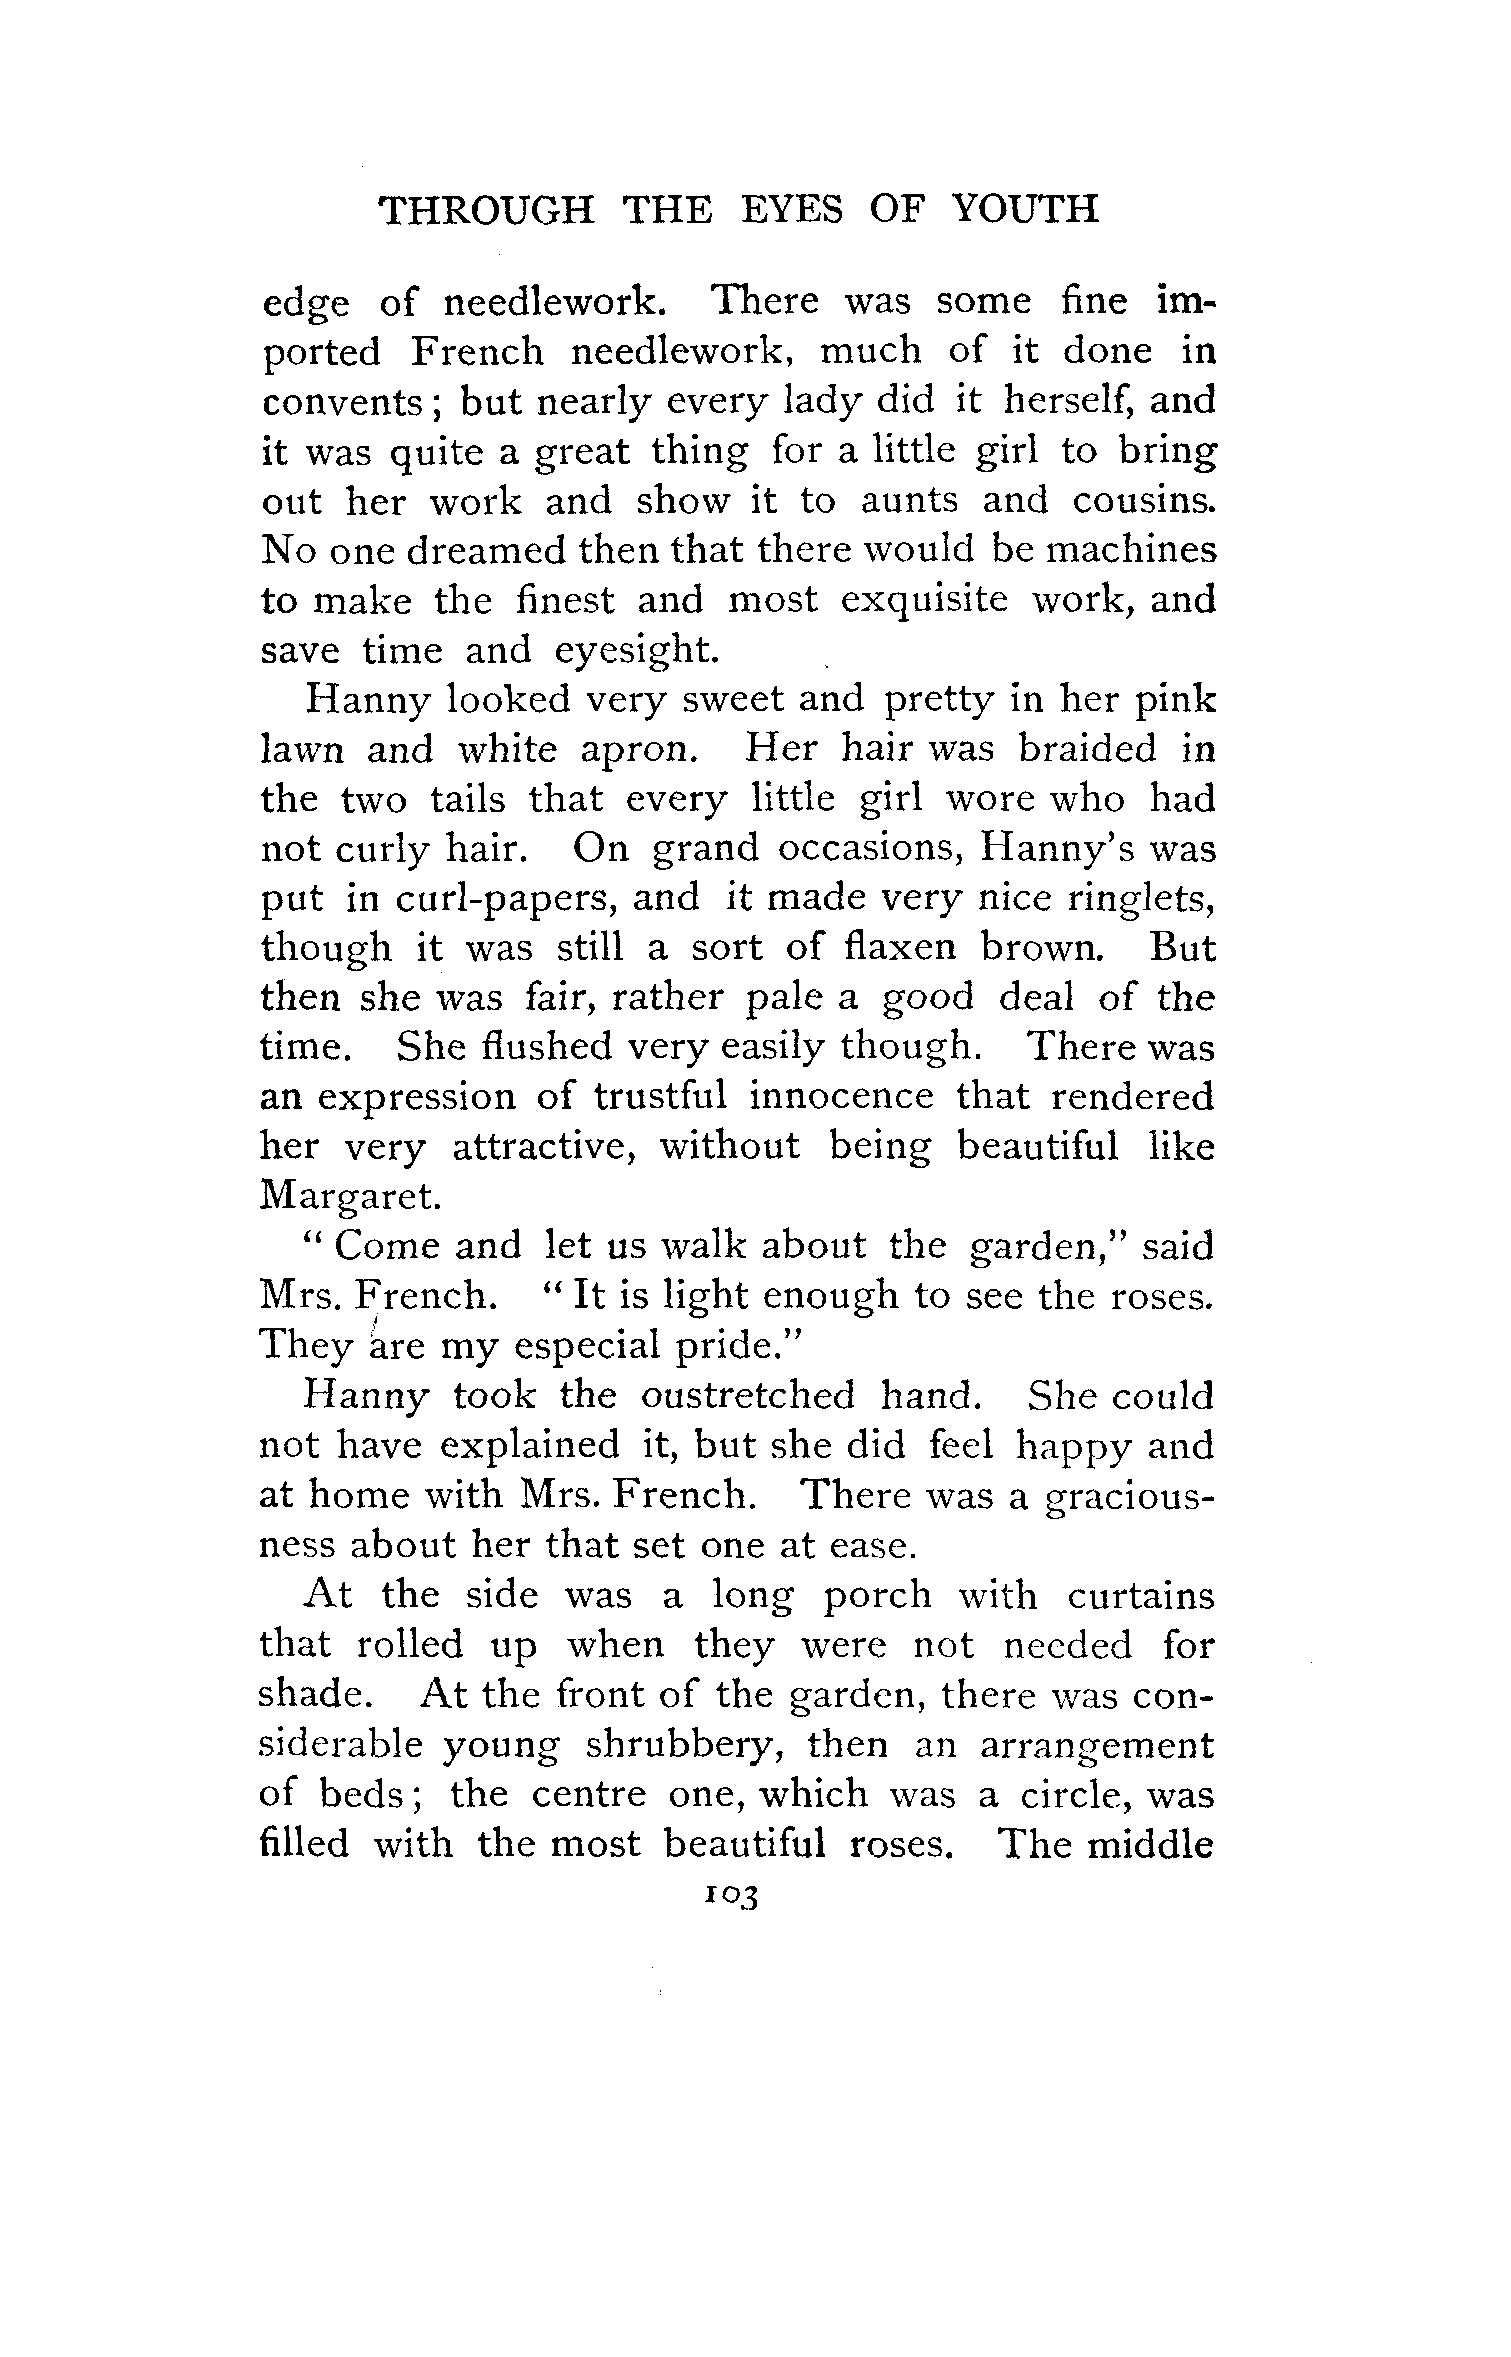 THROUGH THE EYES OF YOUTH
edge of needlework. There was some fine im-
ported French needlework, much of it done in
convents; but nearly every lady did it herself, and
it was quite a great thing for a little girl to bring
out her work and show it to aunts and cousins.
No one dreamed then that there would be machines
to make the finest and most exquisite work, and
save time and eyesight.
Hanny looked very sweet and pretty in her pink
lawn and white apron. Her hair was braided in
the two tails that every little girl wore who had
not curly hair. On grand occasions, Hanny's was
put in curl-papers, and it made very nice ringlets,
though it was still a sort of flaxen brown. But
then she was fair, rather pale a good deal of the
time. She flushed very easily though. There was
an expression of trustful innocence that rendered
her very attractive, without being beautiful like
Margaret.
"Come and let us walk about the garden," said
Mrs. French. "It is light enough to see the roses.
They are my especial pride."
Hanny took the oustretched hand. She could
not have explained it, but she did feel happy and
at home with Mrs. French. There was a gracious-
ness about her that set one at ease.
At the side was a long porch with curtains
that rolled up when they were not needed for
shade. At the front of the garden, there was con-
siderable young shrubbery, then an arrangement
of beds; the centre one, which was a circle, was
filled with the most beautiful roses. The middle
103